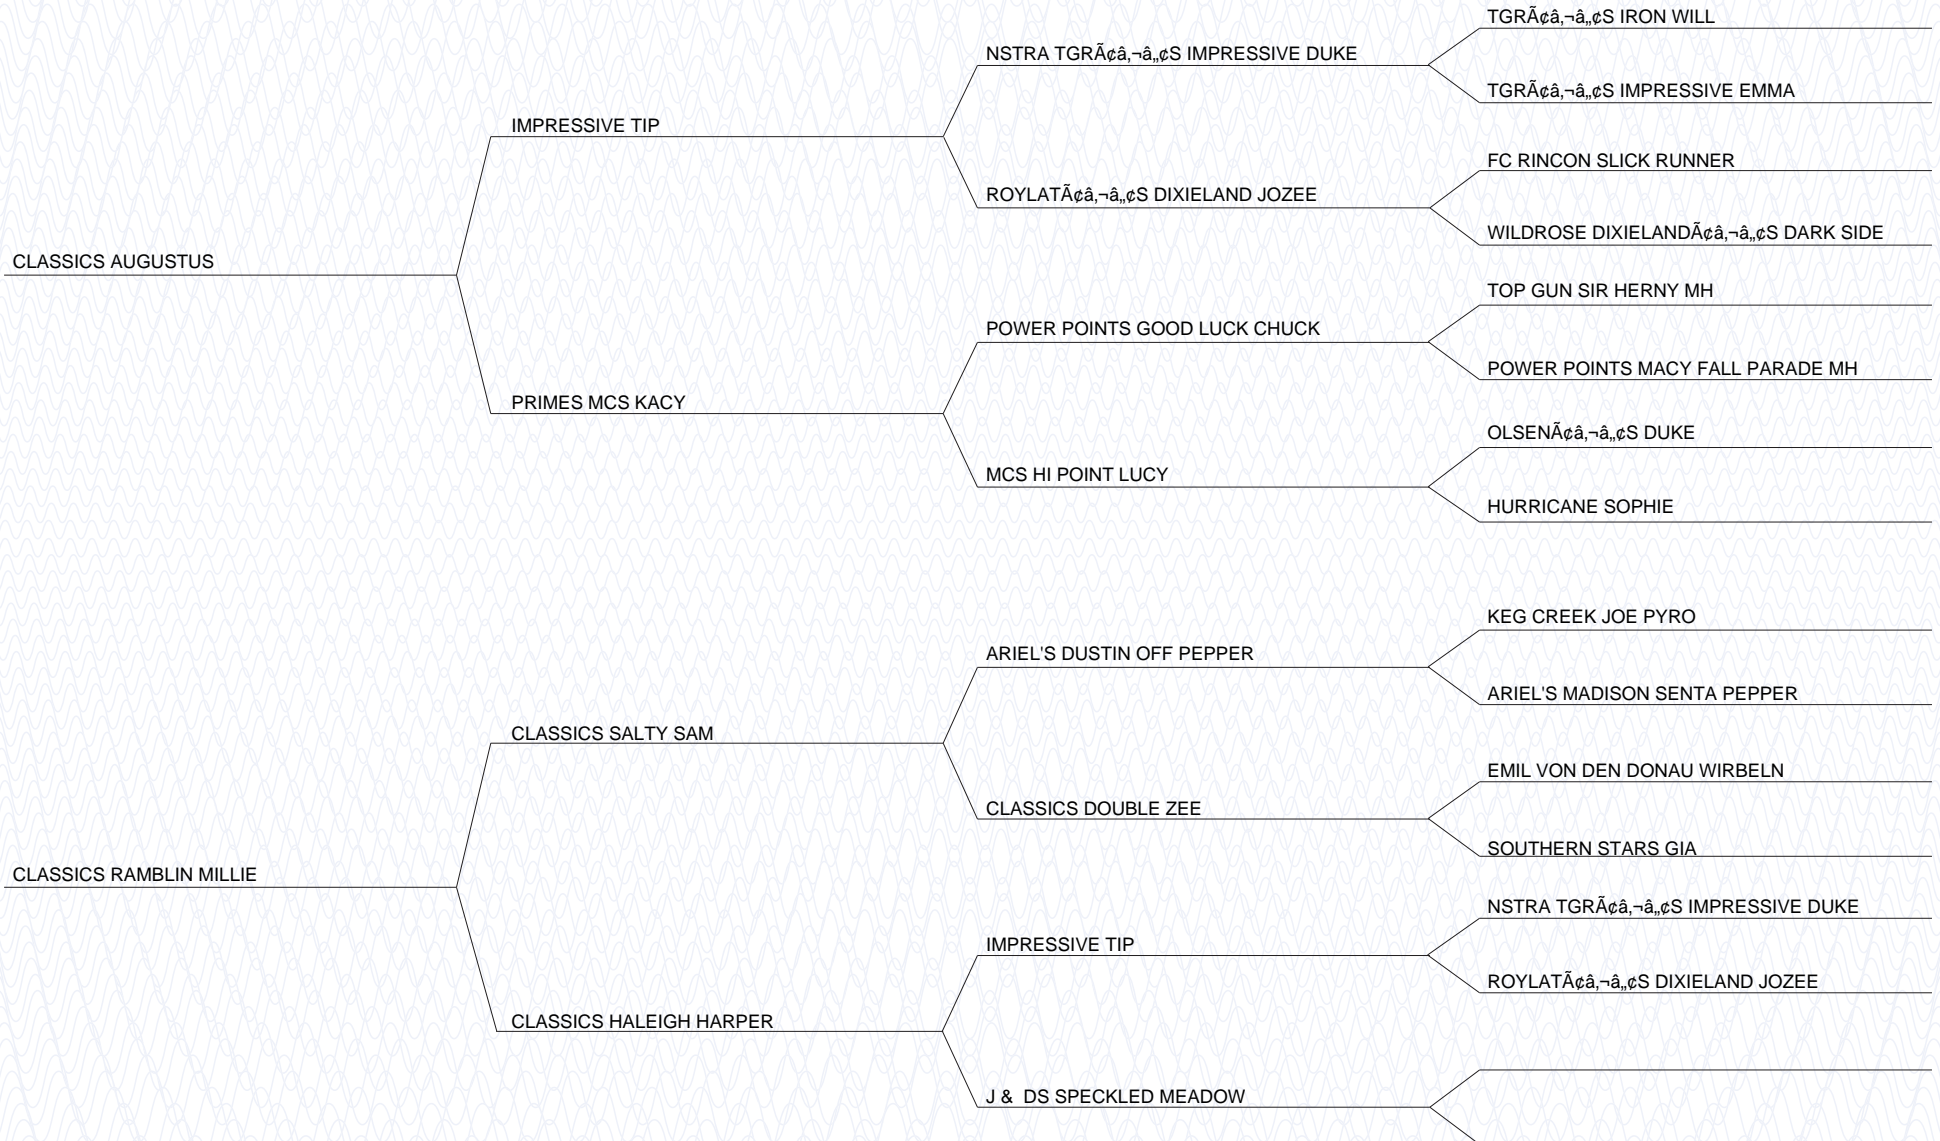 TGRÃ¢â‚¬â„¢S IRON WILL
NSTRA TGRÃ¢â‚¬â„¢S IMPRESSIVE DUKE
TGRÃ¢â‚¬â„¢S IMPRESSIVE EMMA
IMPRESSIVE TIP
FC RINCON SLICK RUNNER
ROYLATÃ¢â‚¬â„¢S DIXIELAND JOZEE
WILDROSE DIXIELANDÃ¢â‚¬â„¢S DARK SIDE
CLASSICS AUGUSTUS
TOP GUN SIR HERNY MH
POWER POINTS GOOD LUCK CHUCK
POWER POINTS MACY FALL PARADE MH
PRIMES MCS KACY
OLSENÃ¢â‚¬â„¢S DUKE
MCS HI POINT LUCY
HURRICANE SOPHIE
KEG CREEK JOE PYRO
ARIEL'S DUSTIN OFF PEPPER
ARIEL'S MADISON SENTA PEPPER
CLASSICS SALTY SAM
EMIL VON DEN DONAU WIRBELN
CLASSICS DOUBLE ZEE
SOUTHERN STARS GIA
CLASSICS RAMBLIN MILLIE
NSTRA TGRÃ¢â‚¬â„¢S IMPRESSIVE DUKE
IMPRESSIVE TIP
ROYLATÃ¢â‚¬â„¢S DIXIELAND JOZEE
CLASSICS HALEIGH HARPER
J &  DS SPECKLED MEADOW